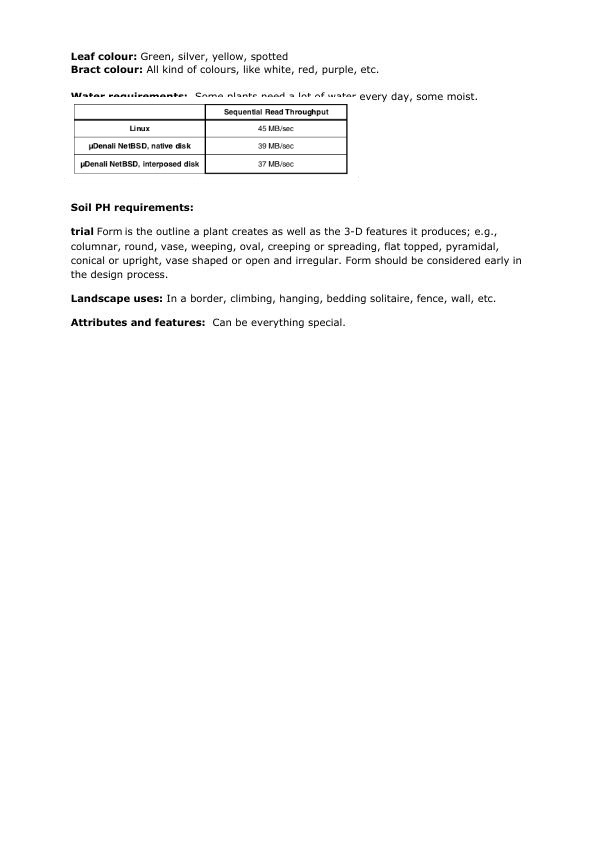 Leaf colour: Green, silver, yellow, spotted
Bract colour: All kind of colours, like white, red, purple, etc.
Water requirements: Some plants need a lot of water every day, some moist.
Sequential Read Throughput
Linux 45 MB/sec
µDenali NetBSD, native disk 39 MB/sec
µDenali NetBSD, interposed disk 37 MB/sec
Soil PH requirements:
trial Form is the outline a plant creates as well as the 3-D features it produces; e.g.,
columnar, round, vase, weeping, oval, creeping or spreading, flat topped, pyramidal,
conical or upright, vase shaped or open and irregular. Form should be considered early in
the design process.
Landscape uses: In a border, climbing, hanging, bedding solitaire, fence, wall, etc.
Attributes and features: Can be everything special.